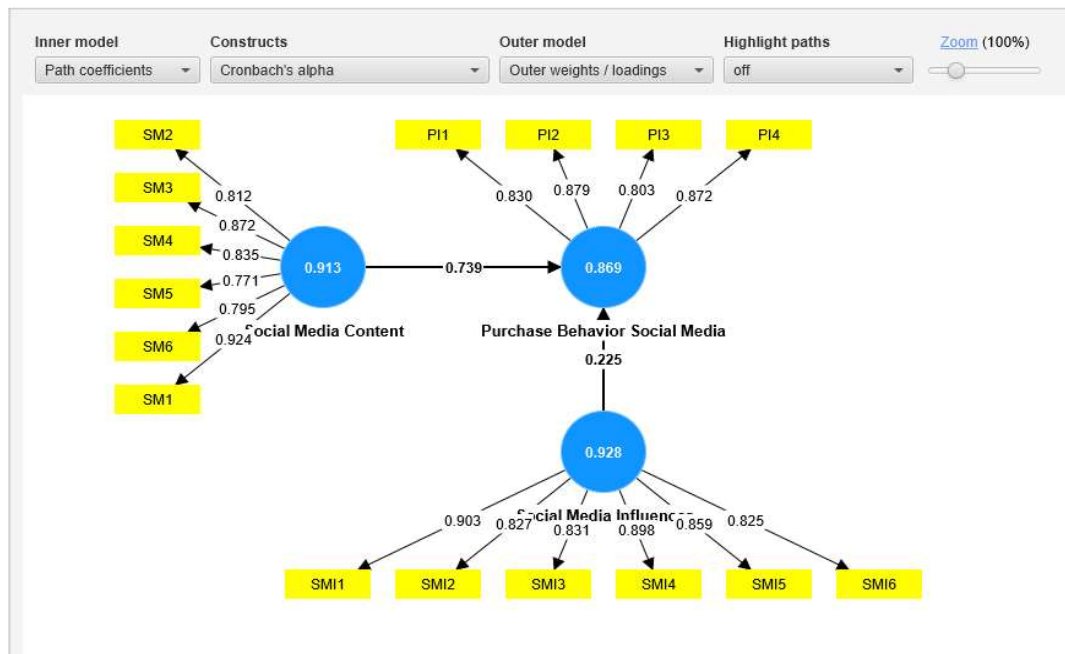 Inner model Constructs Outer model Highlight paths Zoom (100%)
Path coefficients Cronbach's alpha Outer weights / loadings off
SM2 PI1 PI2 PI3 PI4
SM3
0.812 0.830 0.879 0.803 0.872
0.872
SM4
0.835
0.913 0.739 0.869
0.771
SM5
0.795
0.924
Social Media Content Purchase Behavior Social Media
SM6
0.225
SM1
0.928
Social Media Influences
0.903 0.827 0.831 0.898 0.859 0.825
SMI1 SMI2 SMI3 SMI4 SMI5 SMI6